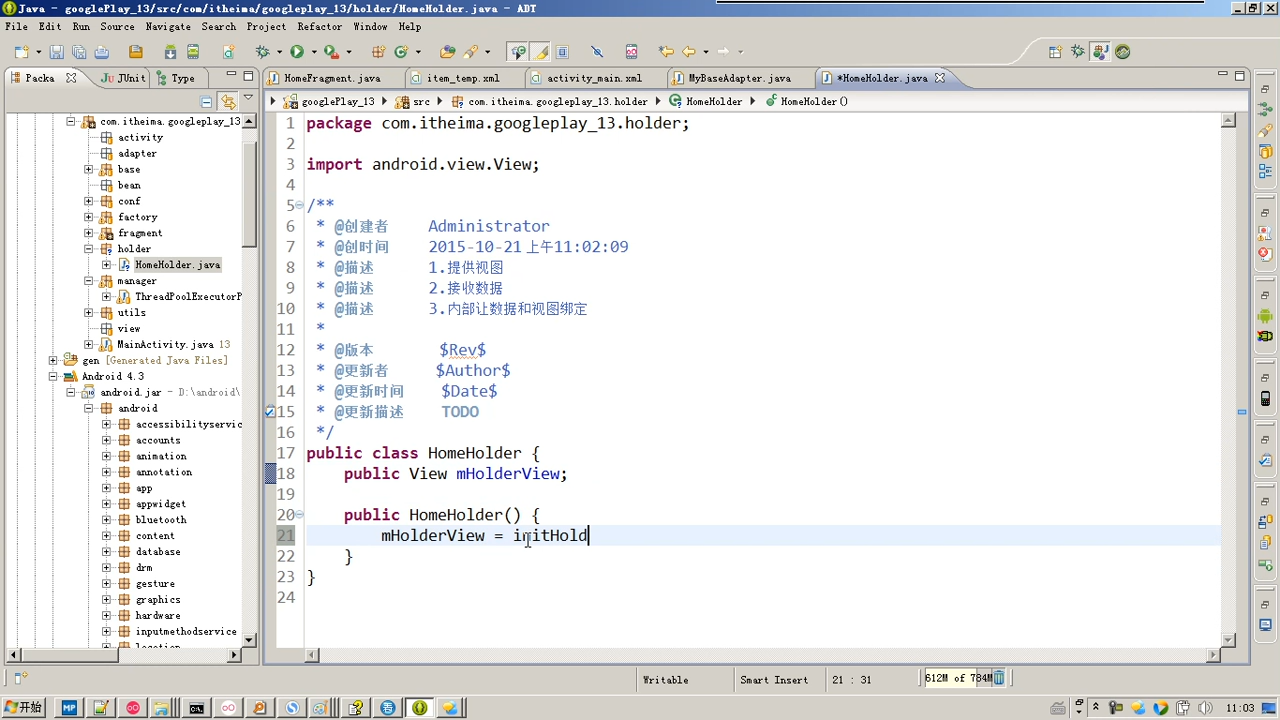 Java - googlePlay_13/src/com/itheima/googleplay_13/holder/HomeHolder.java - ADT
File Edit Run Source Navigate Search Project Refactor Window Help
Packa JUnit Type
HomeFragment.java item_temp.xml activity_main.xml MyBaseAdapter.java *HomeHolder.java
googlePlay_13 src com.itheima.googleplay_13.holder HomeHolder HomeHolder()
com.itheima.googleplay_13
activity
adapter
base
bean
conf
factory
fragment
holder
HomeHolder.java
manager
ThreadPoolExecutorP
utils
view
MainActivity.java 13
gen [Generated Java Files]
Android 4.3
android.jar - D:\android\
android
accessibilityservic
accounts
animation
annotation
app
appwidget
bluetooth
content
database
drm
gesture
graphics
hardware
inputmethodservice
location
1 package com.itheima.googleplay_13.holder;
2
3 import android.view.View;
4
5 /**
6 * @创建者 Administrator
7 * @创时间 2015-10-21 上午11:02:09
8 * @描述 1.提供视图
9 * @描述 2.接收数据
10 * @描述 3.内部让数据和视图绑定
11 *
12 * @版本 $Rev$
13 * @更新者 $Author$
14 * @更新时间 $Date$
15 * @更新描述 TODO
16 */
17 public class HomeHolder {
18 public View mHolderView;
19
20 public HomeHolder() {
21 mHolderView = initHold
22 }
23 }
24
Writable Smart Insert 21 : 31 612M of 784M
开始 11:03